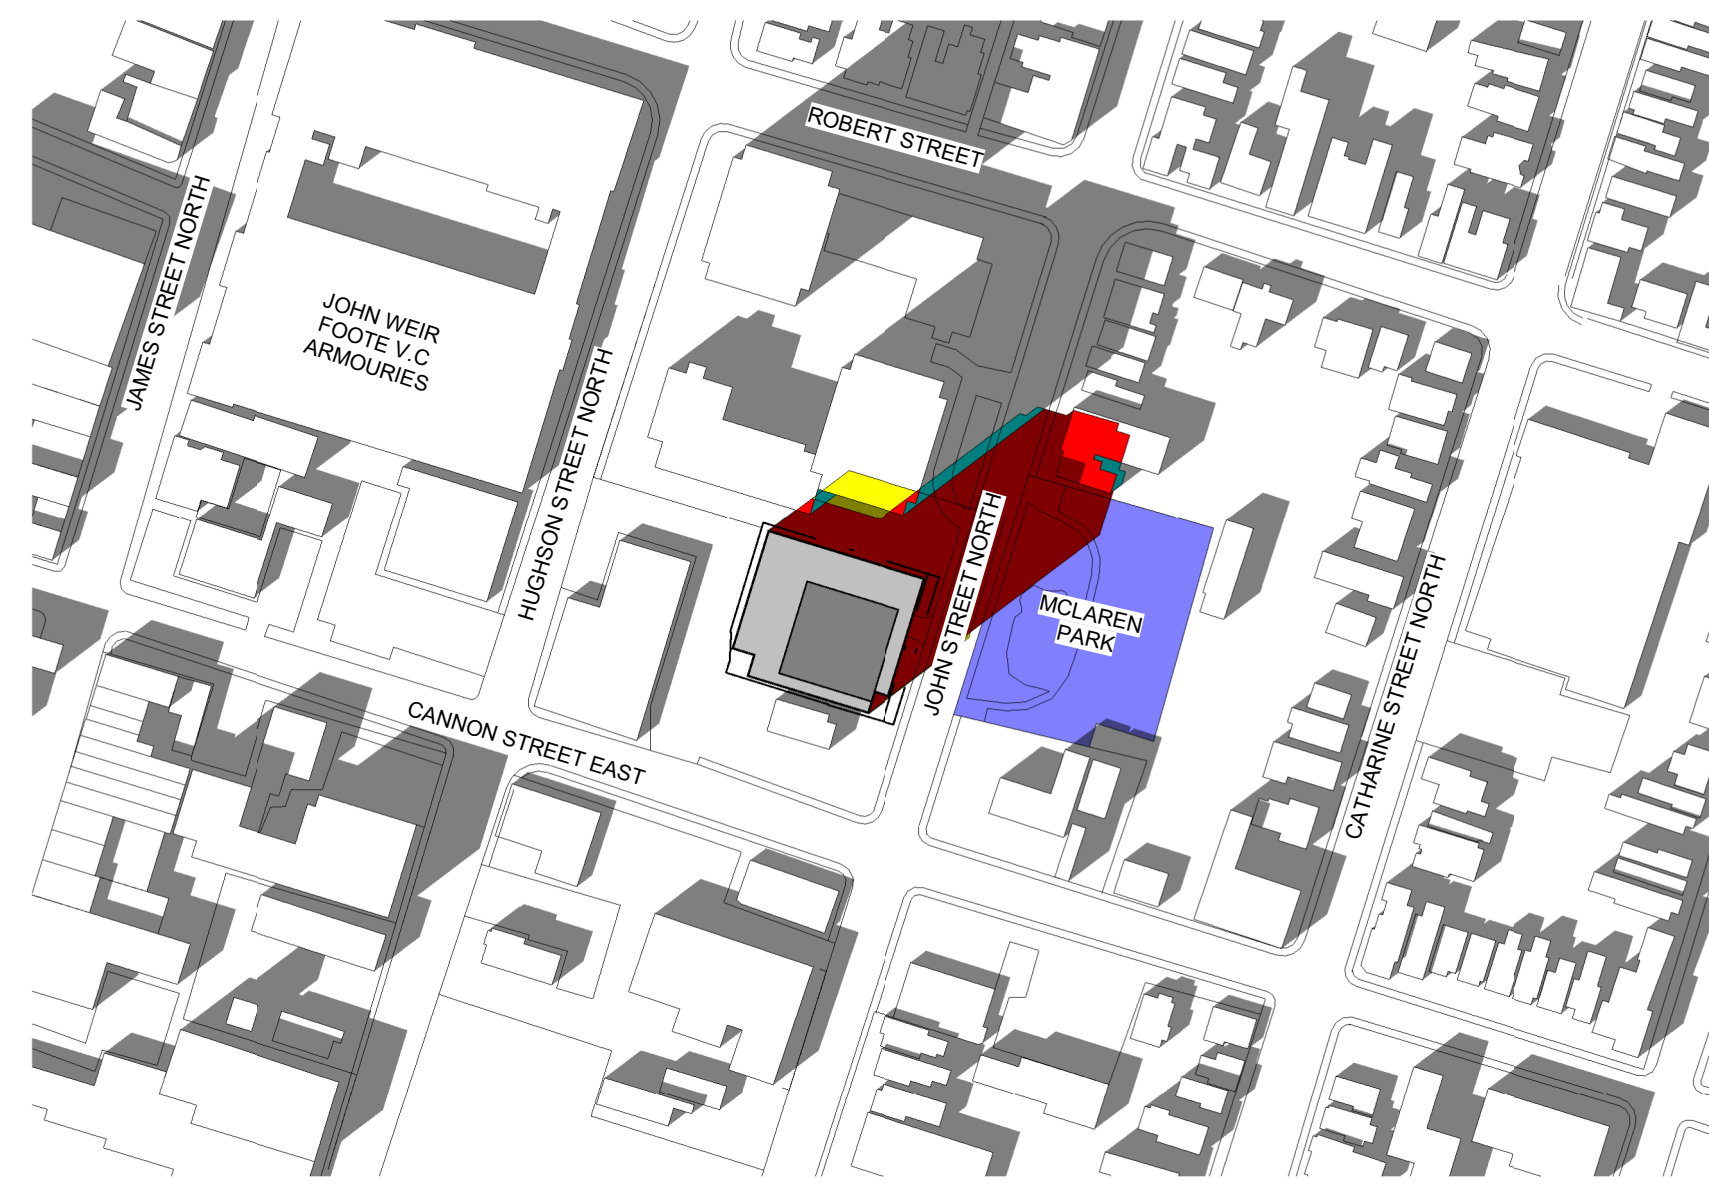 ROBERT STREET
JAMES STREET NORTH
JOHN WEIR
FOOTE V.C
ARMOURIES
HUGHSON STREET NORTH
JOHN STREET NORTH
MCLAREN
PARK
CATHARINE STREET NORTH
CANNON STREET EAST